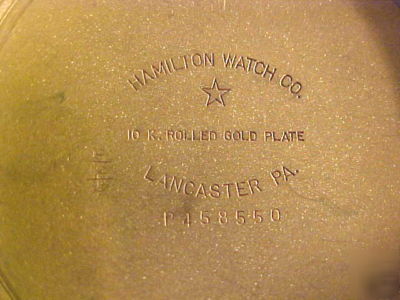 HAMILTON WATCH CO.
10 K. ROLLED GOLD PLATE
LANCASTER PA.
P458550